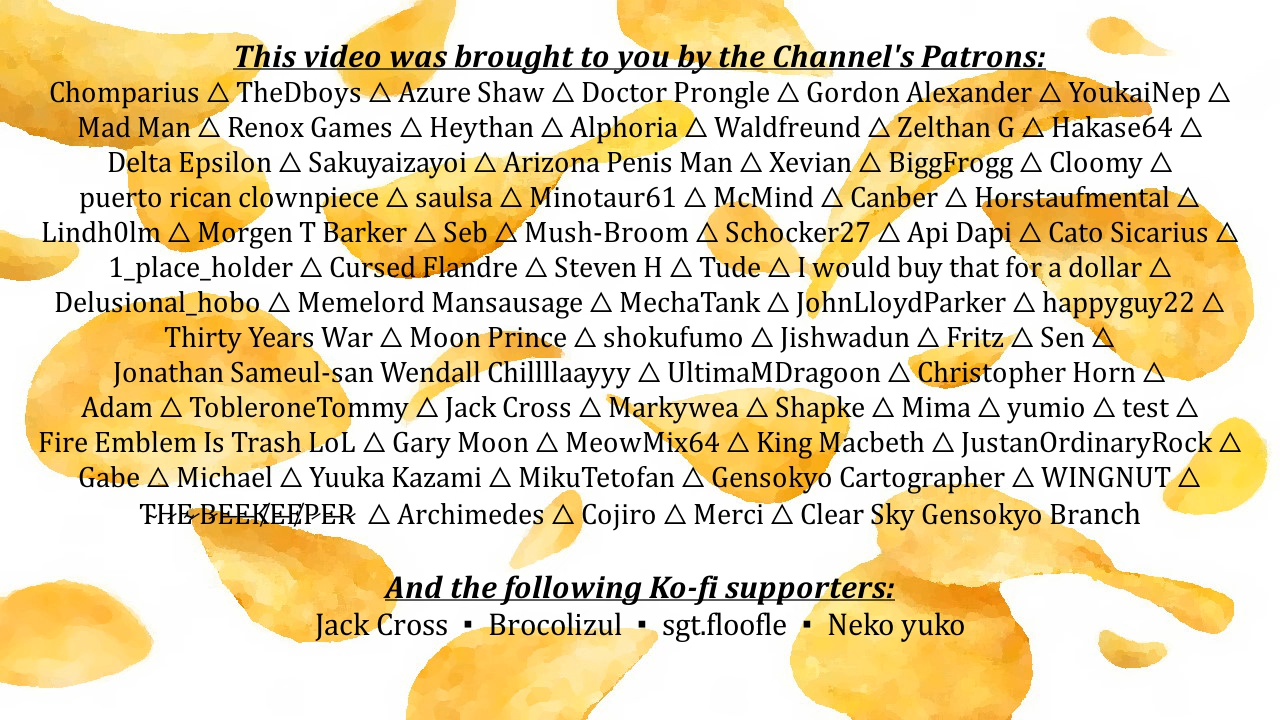 This video was brought to you by the Channel's Patrons:
Chomparius △ TheDboys △ Azure Shaw △ Doctor Prongle △ Gordon Alexander △ YoukaiNep △
Mad Man △ Renox Games △ Heythan △ Alphoria △ Waldfreund △ Zelthan G △ Hakase64 △
Delta Epsilon △ Sakuyaizayoi △ Arizona Penis Man △ Xevian △ BiggFrogg △ Cloomy △
puerto rican clownpiece △ saulsa △ Minotaur61 △ McMind △ Canber △ Horstaufmental △
Lindh0lm △ Morgen T Barker △ Seb △ Mush-Broom △ Schocker27 △ Api Dapi △ Cato Sicarius △
1_place_holder △ Cursed Flandre △ Steven H △ Tude △ I would buy that for a dollar △
Delusional_hobo △ Memelord Mansausage △ MechaTank △ JohnLloydParker △ happyguy22 △
Thirty Years War △ Moon Prince △ shokufumo △ Jishwadun △ Fritz △ Sen △
Jonathan Sameul-san Wendall Chillllaayyy △ UltimaMDragoon △ Christopher Horn △
Adam △ TobleroneTommy △ Jack Cross △ Markywea △ Shapke △ Mima △ yumio △ test △
Fire Emblem Is Trash LoL △ Gary Moon △ MeowMix64 △ King Macbeth △ JustanOrdinaryRock △
Gabe △ Michael △ Yuuka Kazami △ MikuTetofan △ Gensokyo Cartographer △ WINGNUT △
THE BEEKEEPER △ Archimedes △ Cojiro △ Merci △ Clear Sky Gensokyo Branch
And the following Ko-fi supporters:
Jack Cross ▪ Brocolizul ▪ sgt.floofle ▪ Neko yuko